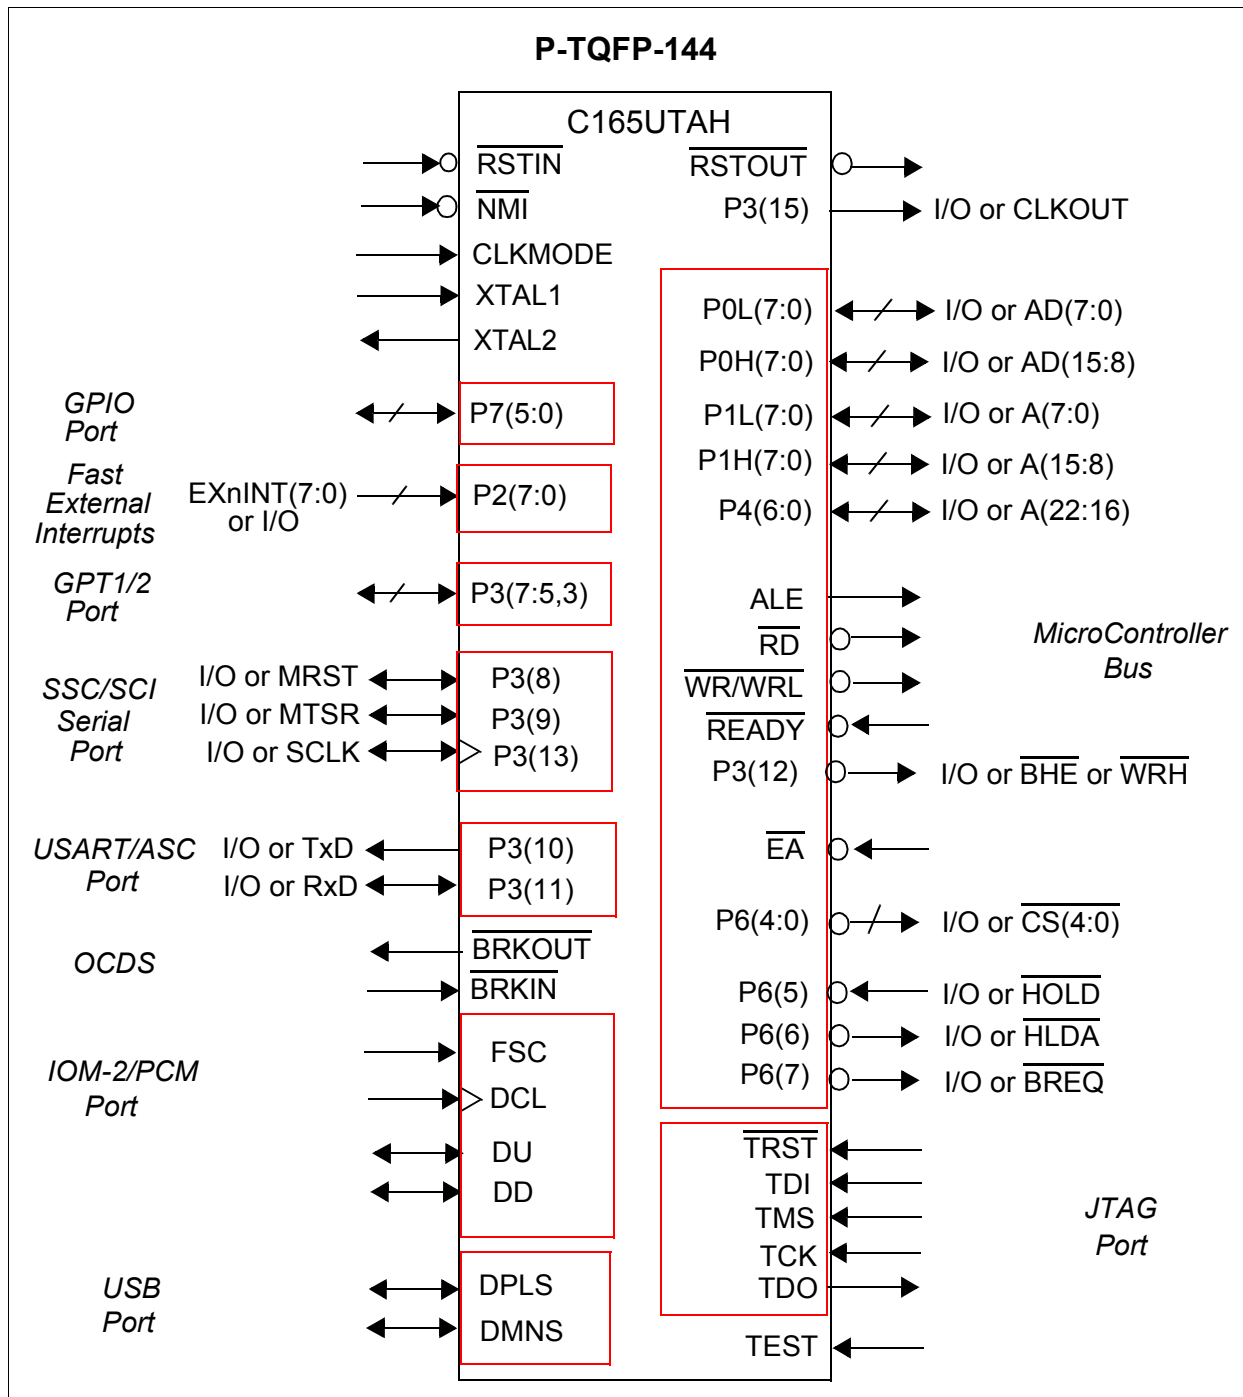 P-TQFP-144
C165UTAH
RSTIN
RSTOUT
NMI
P3(15) I/O or CLKOUT
CLKMODE
XTAL1
XTAL2
P0L(7:0) I/O or AD(7:0)
P0H(7:0) I/O or AD(15:8)
P1L(7:0) I/O or A(7:0)
P1H(7:0) I/O or A(15:8)
P4(6:0) I/O or A(22:16)
GPIO
Port
P7(5:0)
Fast
External
Interrupts
EXnINT(7:0)
or I/O
P2(7:0)
GPT1/2
Port
P3(7:5,3)
ALE
RD
WR/WRL
READY
P3(12) I/O or BHE or WRH
MicroController
Bus
SSC/SCI
Serial
Port
I/O or MRST P3(8)
I/O or MTSR P3(9)
I/O or SCLK P3(13)
EA
USART/ASC
Port
I/O or TxD P3(10)
I/O or RxD P3(11)
P6(4:0) I/O or CS(4:0)
OCDS
BRKOUT
BRKIN
P6(5) I/O or HOLD
P6(6) I/O or HLDA
P6(7) I/O or BREQ
IOM-2/PCM
Port
FSC
DCL
DU
DD
TRST
TDI
TMS
TCK
TDO
JTAG
Port
USB
Port
DPLS
DMNS
TEST